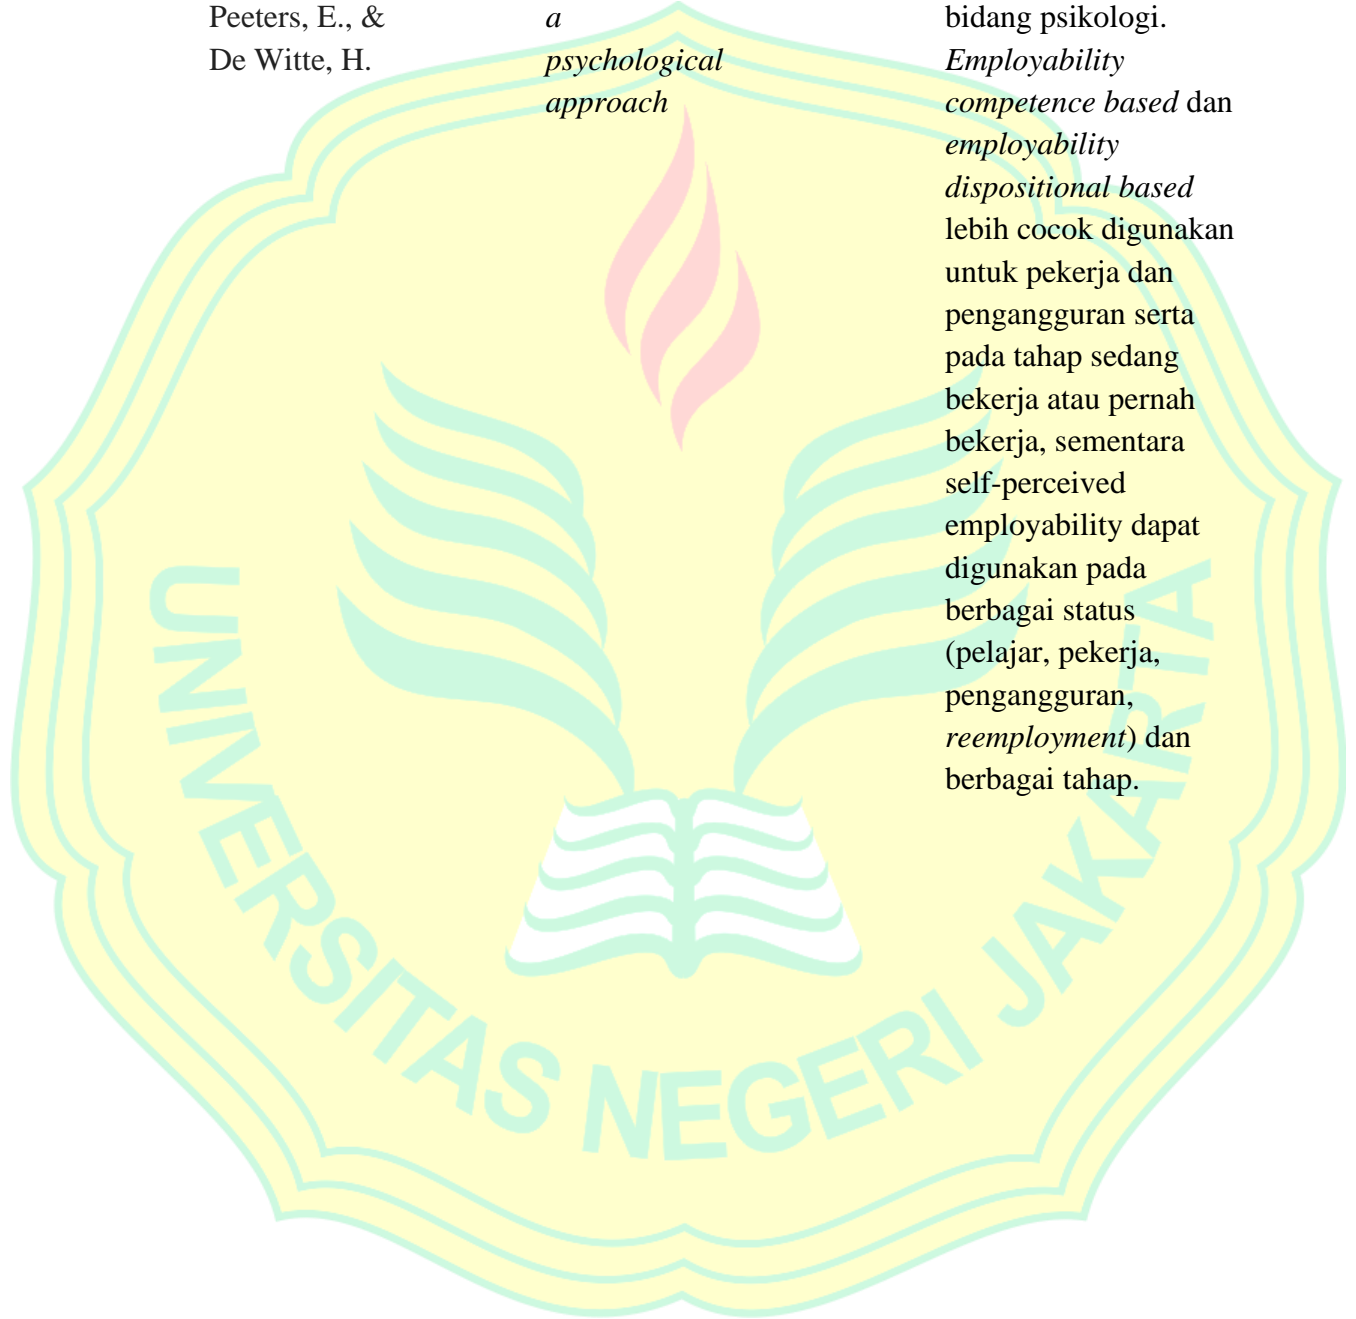 Peeters, E., &
De Witte, H.
a
psychological
approach
bidang psikologi.
Employability
competence based dan
employability
dispositional based
lebih cocok digunakan
untuk pekerja dan
pengangguran serta
pada tahap sedang
bekerja atau pernah
bekerja, sementara
self-perceived
employability dapat
digunakan pada
berbagai status
(pelajar, pekerja,
pengangguran,
reemployment) dan
berbagai tahap.
UNIVERSITAS NEGERI JAKARTA